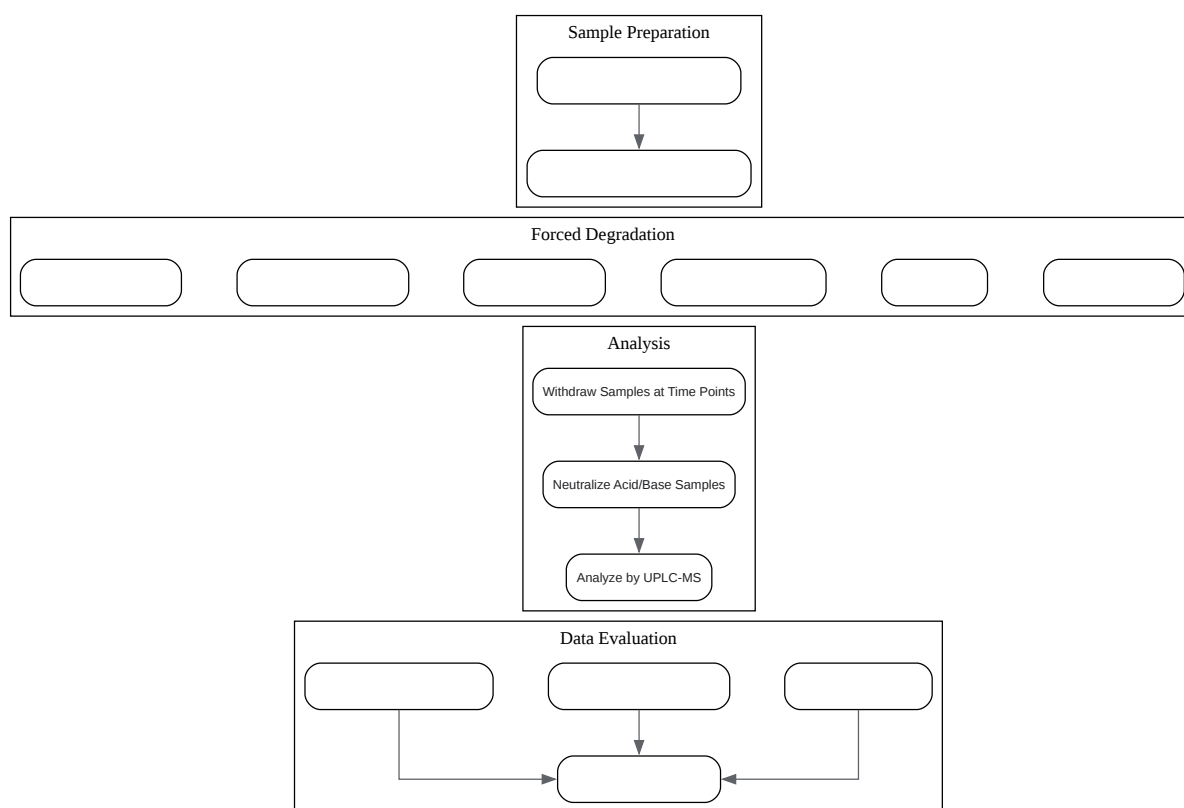 Sample Preparation
Forced Degradation
Analysis
Withdraw Samples at Time Points
Neutralize Acid/Base Samples
Analyze by UPLC-MS
Data Evaluation